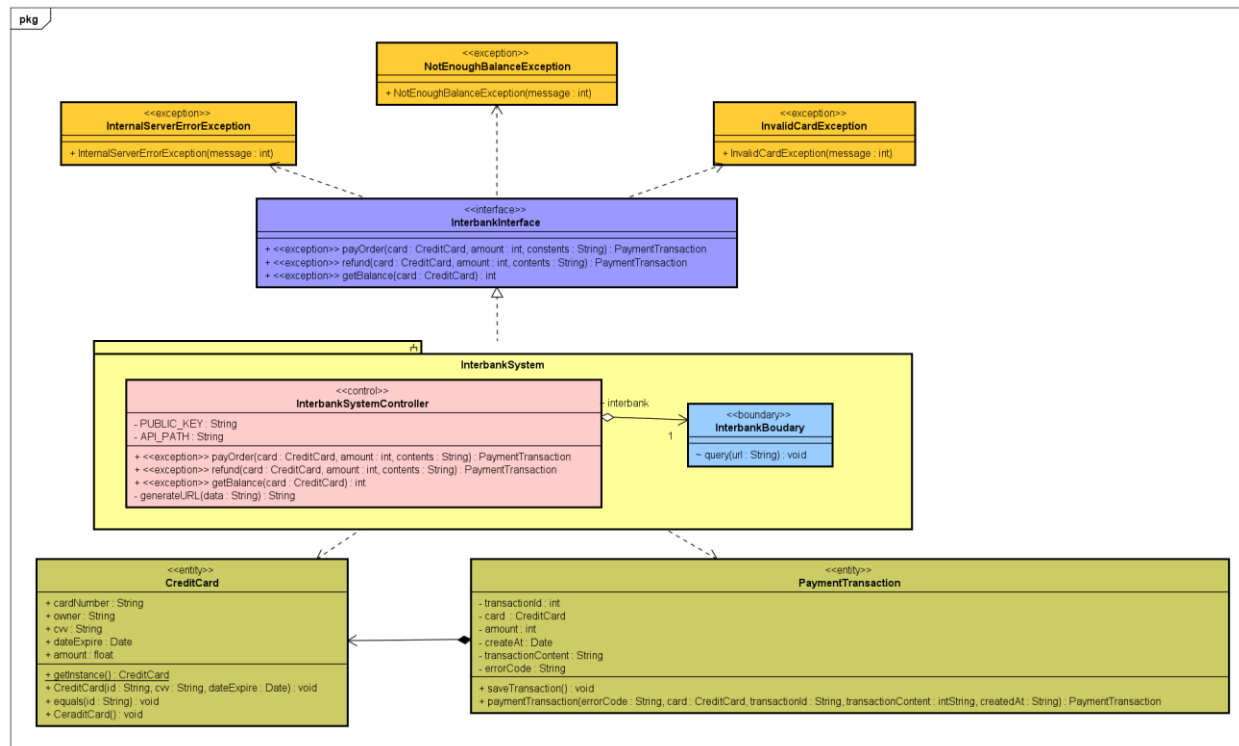 pkg
<<exception>>
NotEnoughBalanceException
+ NotEnoughBalanceException(message : int)
<<exception>>
InternalServerErrorException
+ InternalServerErrorException(message : int)
<<exception>>
InvalidCardException
+ InvalidCardException(message : int)
<<interface>>
InterbankInterface
+ <<exception>> payOrder(card : CreditCard, amount : int, constents : String) : PaymentTransaction
+ <<exception>> refund(card : CreditCard, amount : int, contents : String) : PaymentTransaction
+ <<exception>> getBalance(card : CreditCard) : int
InterbankSystem
<<control>>
InterbankSystemController
- PUBLIC_KEY : String
- API_PATH : String
+ <<exception>> payOrder(card : CreditCard, amount : int, contents : String) : PaymentTransaction
+ <<exception>> refund(card : CreditCard, amount : int, contents : String) : PaymentTransaction
+ <<exception>> getBalance(card : CreditCard) : int
- generateURL(data : String) : String
- interbank
1
<<boundary>>
InterbankBoudary
~ query(url : String) : void
<<entity>>
CreditCard
+ cardNumber : String
+ owner : String
+ cvv : String
+ dateExpire : Date
+ amount : float
+ getInstance() : CreditCard
+ CreditCard(id : String, cvv : String, dateExpire : Date) : void
+ equals(id : String) : void
+ CeraditCard() : void
<<entity>>
PaymentTransaction
- transactionId : int
- card : CreditCard
- amount : int
- createAt : Date
- transactionContent : String
- errorCode : String
+ saveTransaction() : void
+ paymentTransaction(errorCode : String, card : CreditCard, transactionId : String, transactionContent : intString, createdAt : String) : PaymentTransaction